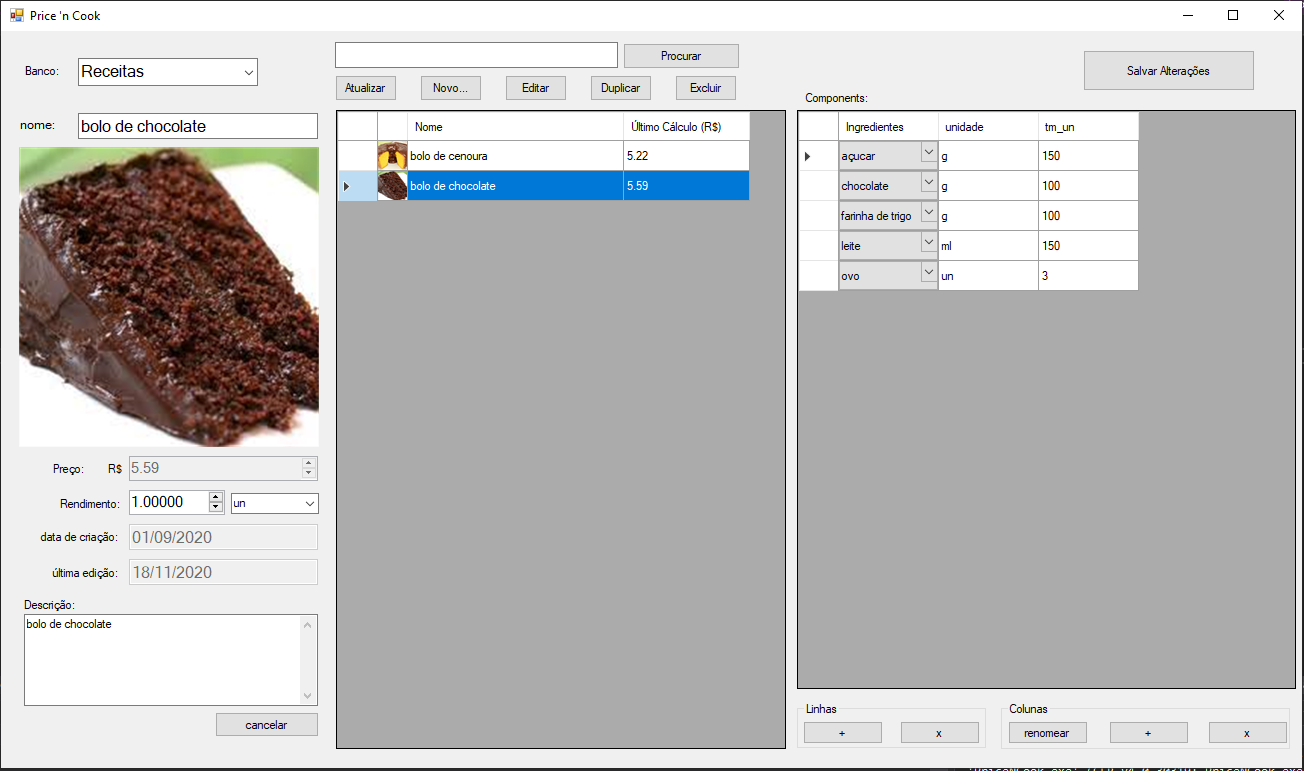 Price 'n Cook
Banco:
Receitas
nome:
bolo de chocolate
Preço: R$ 5.59
Rendimento: 1.00000 un
data de criação: 01/09/2020
última edição: 18/11/2020
Descrição:
bolo de chocolate
cancelar
Procurar
Atualizar Novo... Editar Duplicar Excluir
Nome Último Cálculo (R$)
bolo de cenoura 5.22
bolo de chocolate 5.59
Salvar Alterações
Components:
Ingredientes unidade tm_un
açucar g 150
chocolate g 100
farinha de trigo g 100
leite ml 150
ovo un 3
Linhas
+ x
Colunas
renomear + x